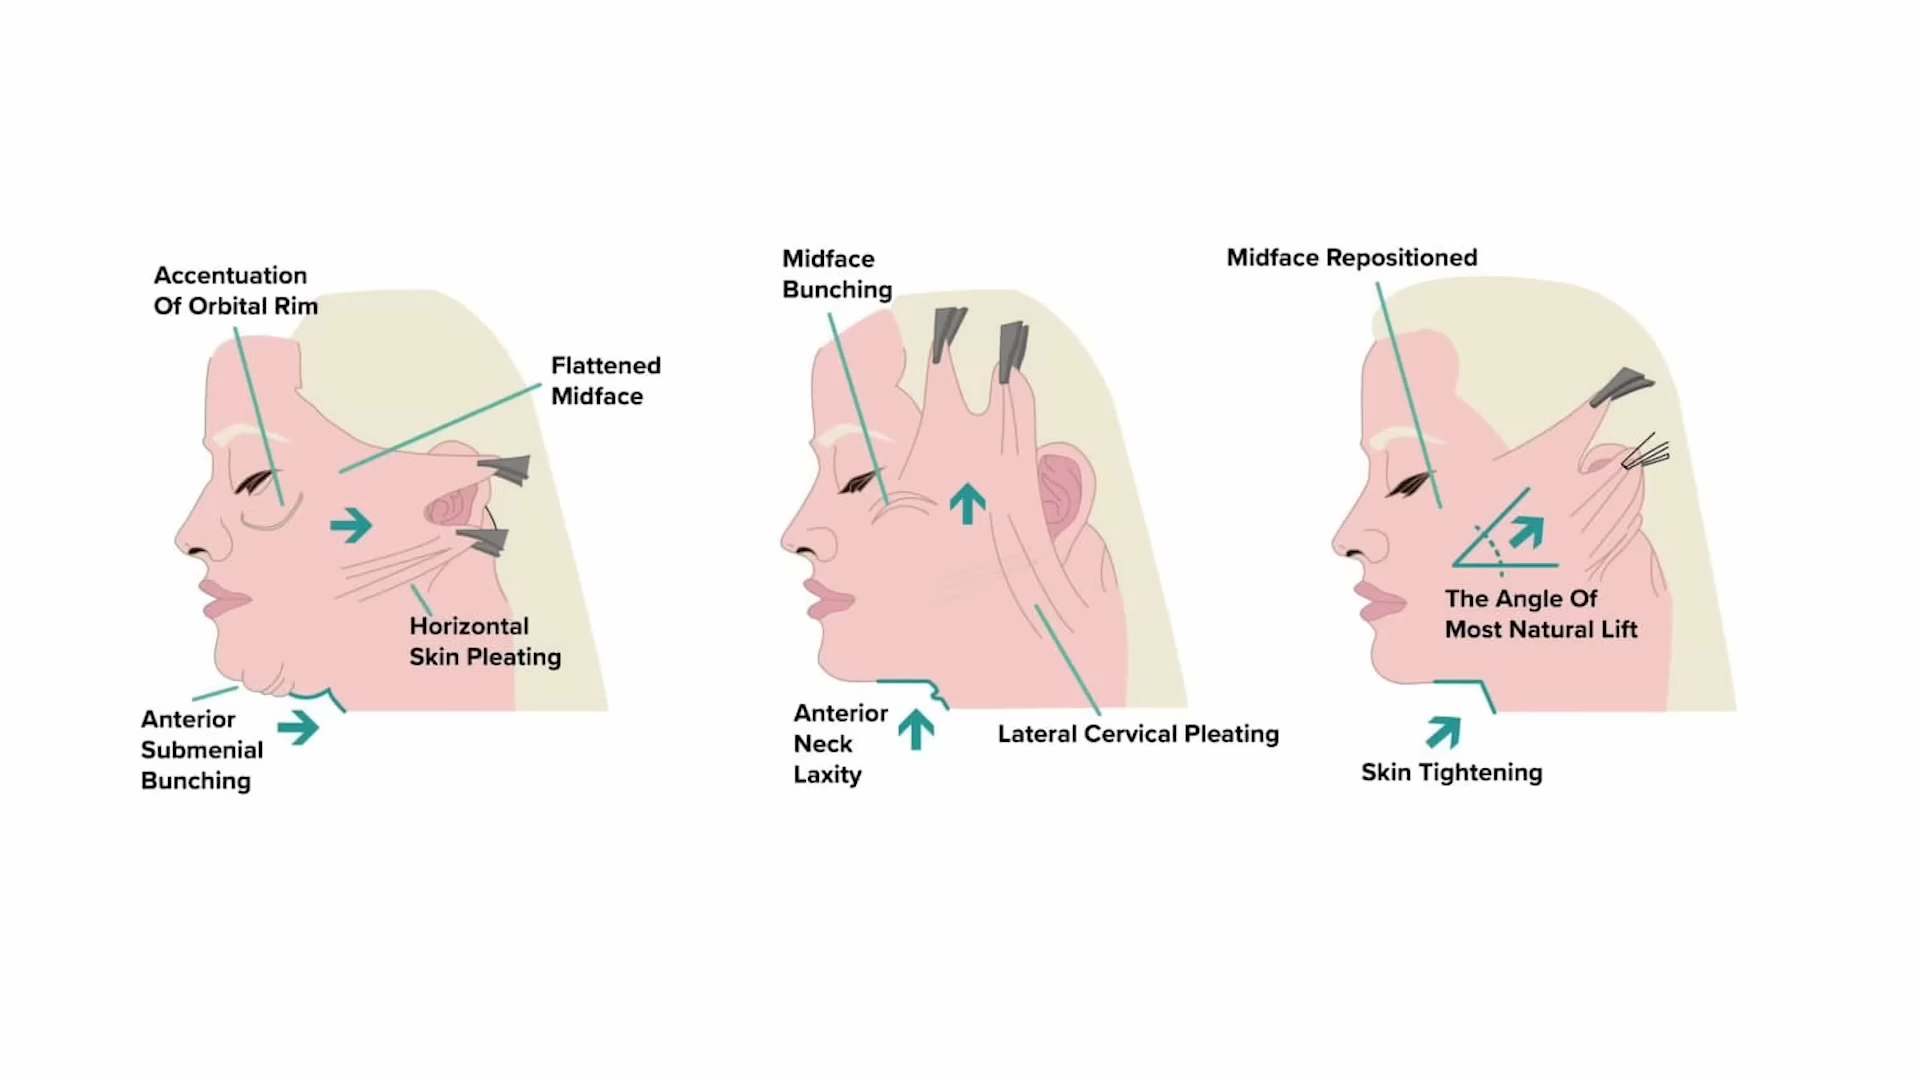 Accentuation
Of Orbital Rim
Flattened
Midface
Horizontal
Skin Pleating
Anterior
Submenial
Bunching
Midface
Bunching
Anterior
Neck
Laxity
Lateral Cervical Pleating
Midface Repositioned
The Angle Of
Most Natural Lift
Skin Tightening